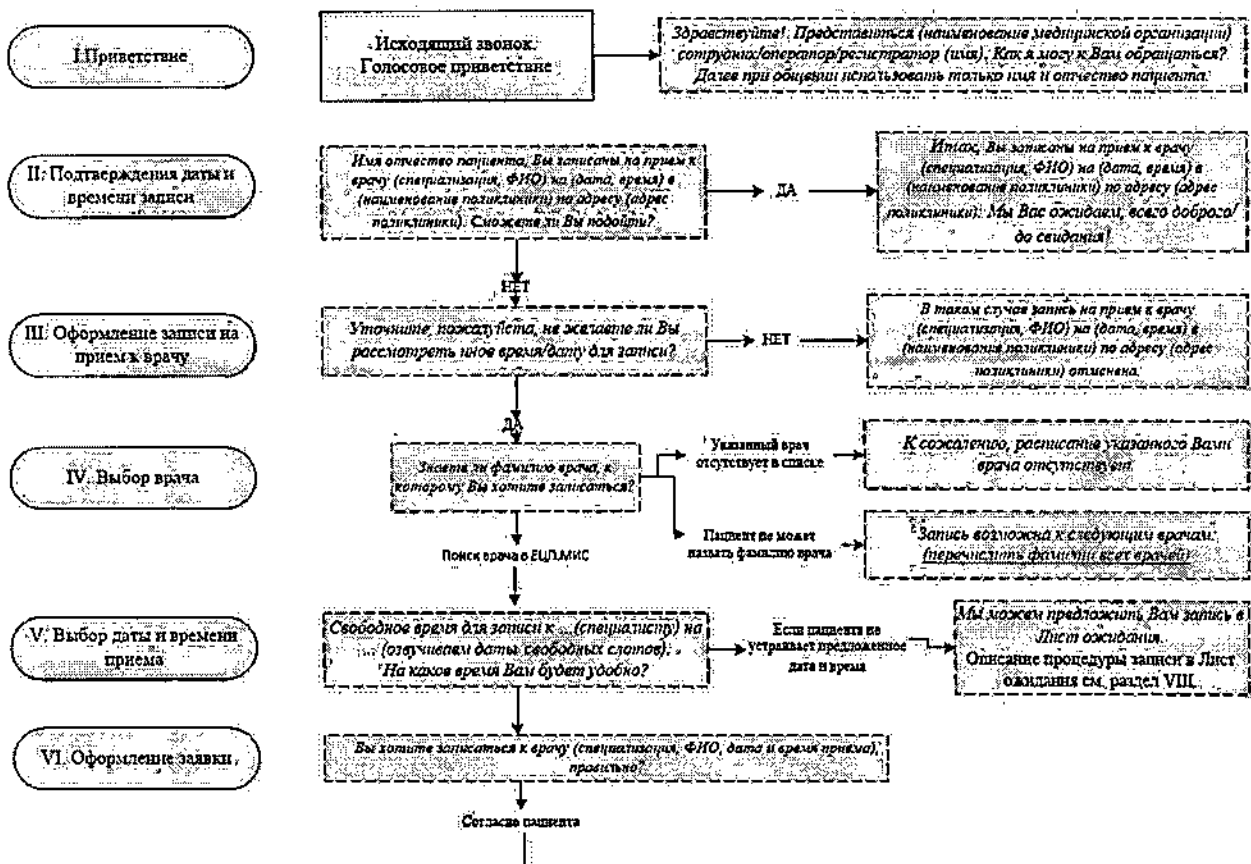 I.Приветствие
Исходящий звонок.
Голосовое приветствие
Здравствуйте!. Представиться (наименование медицинской организации)
сотрудник/оператор/регистратор (имя). Как я могу к Вам обращаться?
Далее при общении использовать только имя и отчество пациента.
II. Подтверждения даты и
времени записи
Имя отчество пациента, Вы записаны на прием к
врачу (специализация, ФИО) на (дата, время) в
(наименование поликлиники) по адресу (адрес
поликлиники). Сможете ли Вы подойти?
ДА
Итак, Вы записаны на прием к врачу
(специализация, ФИО) на (дата, время) в
(наименование поликлиники) по адресу (адрес
поликлиники). Мы Вас ожидаем, всего доброго/
до свидания!
НЕТ
III. Оформление записи на
прием к врачу
Уточните, пожалуйста, не желаете ли Вы
рассмотреть иное время/дату для записи?
НЕТ
В таком случае запись на прием к врачу
(специализация, ФИО) на (дата, время) в
(наименование поликлиники) по адресу (адрес
поликлиники) отменена.
ДА
IV. Выбор врача
Знаете ли фамилию врача, к
которому Вы хотите записаться?
Указанный врач
отсутствует в списке
К сожалению, расписание указанного Вами
врача отсутствует.
Пациент не может
назвать фамилию врача
Запись возможна к следующим врачам:
(перечислить фамилии всех врачей)
Поиск врача в ЕЦП.МИС
V. Выбор даты и времени
приема
Свободное время для записи к ... (специалисту) на
(озвучиваем даты свободных слотов).
На какое время Вам будет удобно?
Если пациента не
устраивает предложенное
дата и время
Мы можем предложить Вам запись в
Лист ожидания.
Описание процедуры записи в Лист
ожидания см. раздел VIII.
VI. Оформление заявки
Вы хотите записаться к врачу (специализация, ФИО, дата и время приема),
правильно?
Согласие пациента